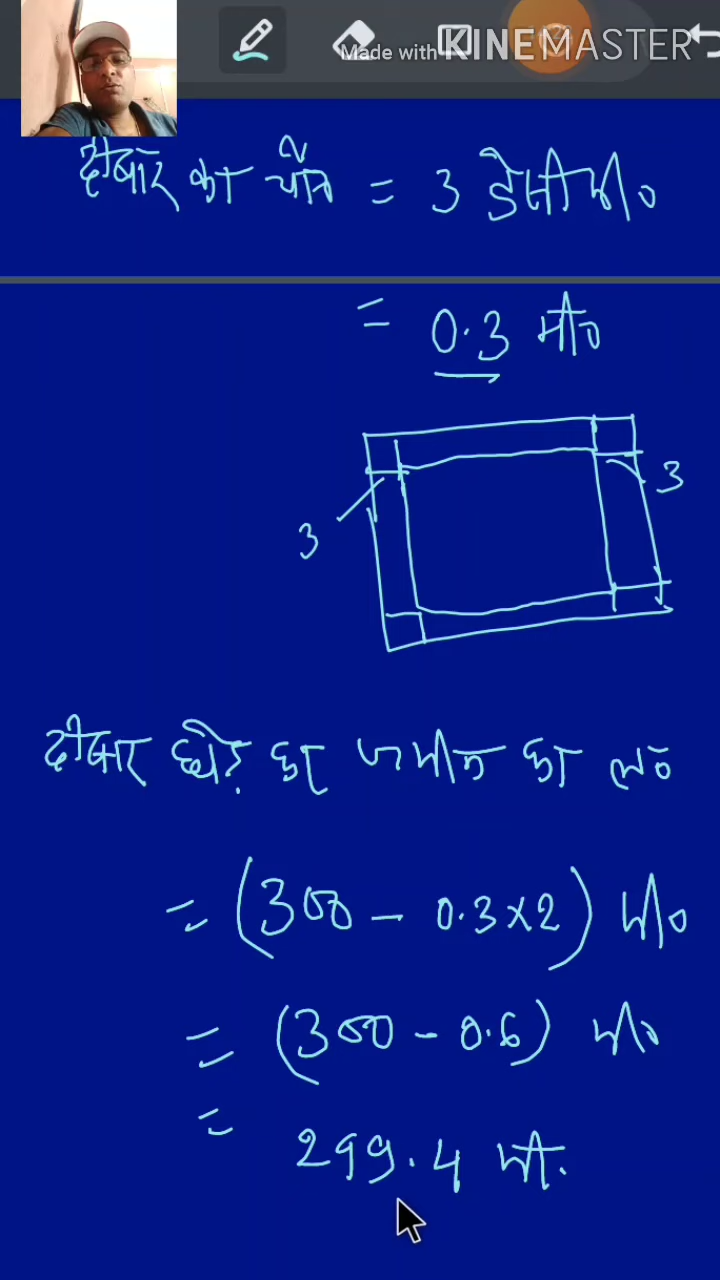 Made with KINEMASTER
दीवार का = 3 डेसीमी०
= 0.3 मी०
3
3
दीवार छोड़ कर जमीन का ल०
= (300 - 0.3×2) मी०
= (300 - 0.6) मी०
= 299.4 मी.